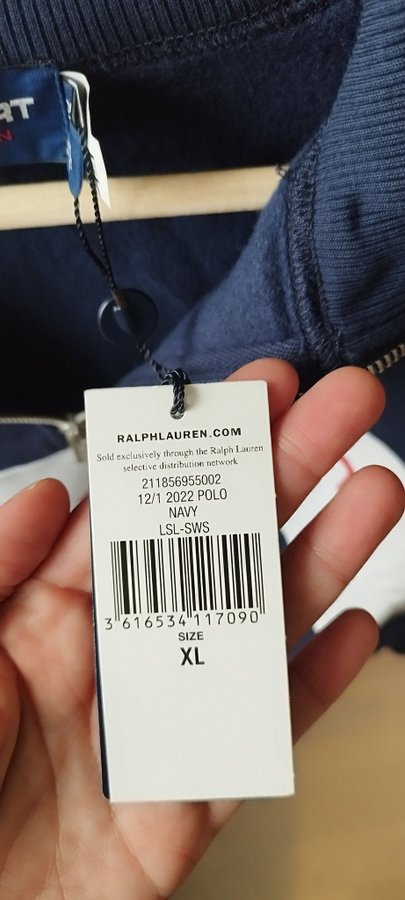 RALPHLAUREN.COM
Sold exclusively through the Ralph Lauren
selective distribution network
211856955002
12/1 2022 POLO
NAVY
LSL-SWS
3 616534 117090
SIZE
XL